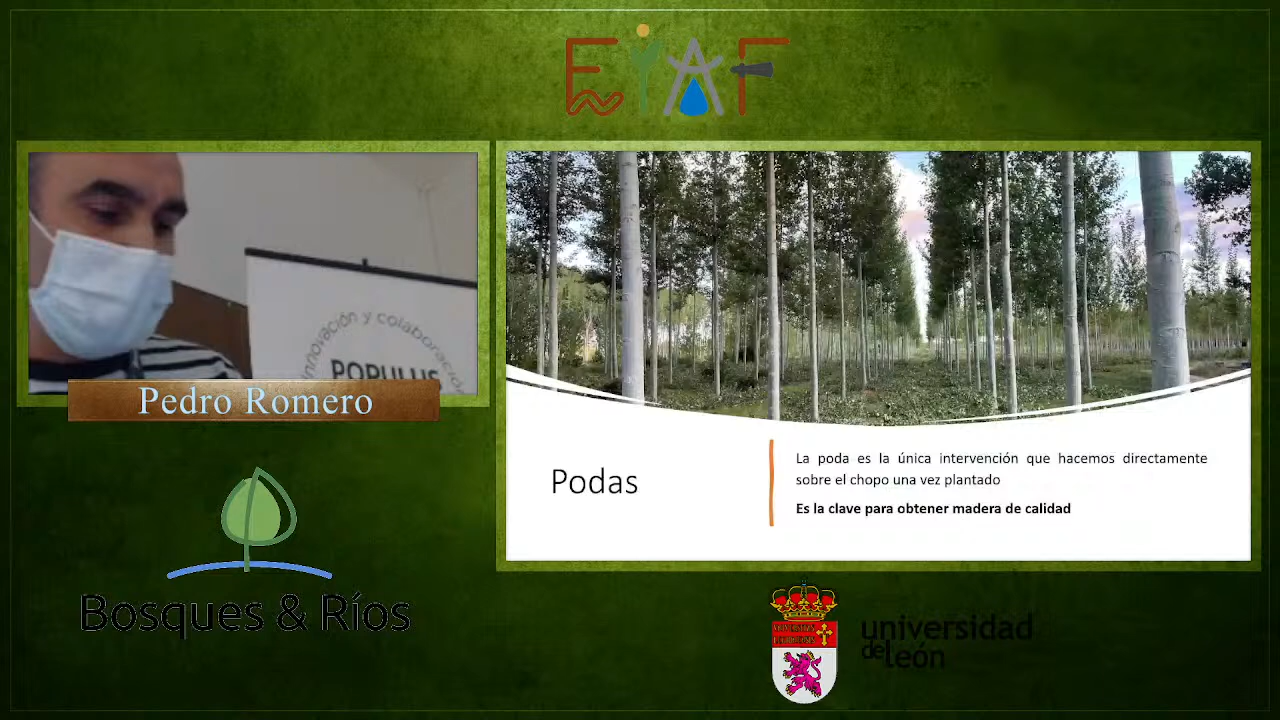 EIAF
innovación y colaboración
POPULUS
Pedro Romero
Podas
La poda es la única intervención que hacemos directamente
sobre el chopo una vez plantado
Es la clave para obtener madera de calidad
Bosques & Ríos
universidad
de león